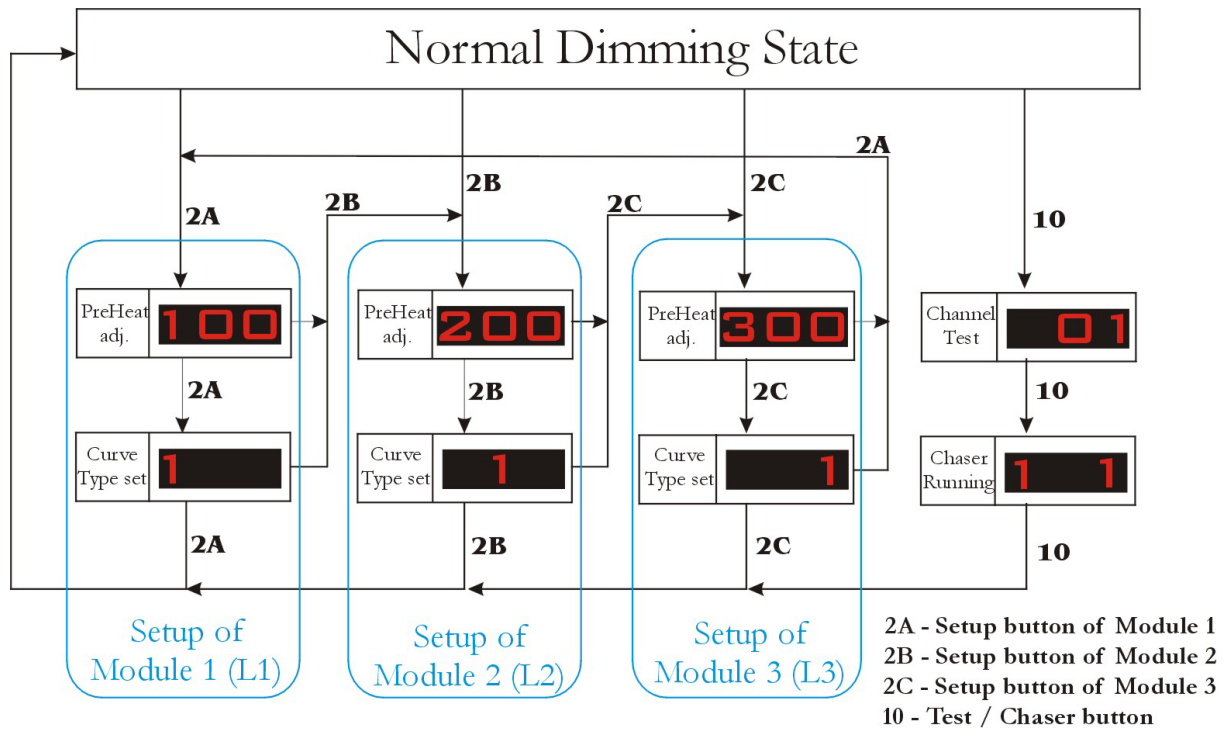 Normal Dimming State
2A
2B
2C
2A
2B
2C
10
PreHeat
adj.
100
PreHeat
adj.
200
PreHeat
adj.
300
Channel
Test
01
2A
2B
2C
10
Curve
Type set
1
Curve
Type set
1
Curve
Type set
1
Chaser
Running
1 1
2A
2B
2C
10
Setup of
Module 1 (L1)
Setup of
Module 2 (L2)
Setup of
Module 3 (L3)
2A - Setup button of Module 1
2B - Setup button of Module 2
2C - Setup button of Module 3
10 - Test / Chaser button